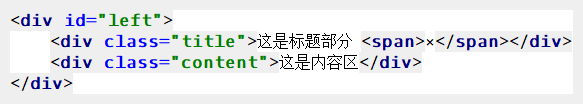 <div id="left">
<div class="title">这是标题部分 <span>×</span></div>
<div class="content">这是内容区</div>
</div>